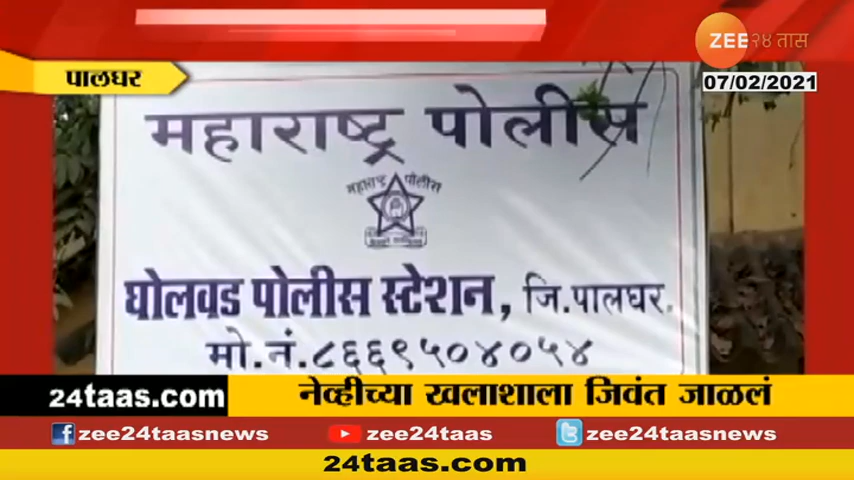 ZEE २४ तास
07/02/2021
पालघर
महाराष्ट्र पोलीस
महाराष्ट्र पोलीस
घोलवड पोलीस स्टेशन, जि.पालघर.
मो.नं.८६६९५०४०५४
24taas.com नेव्हीच्या खलाशाला जिवंत जाळलं
zee24taasnews zee24taas zee24taasnews
24taas.com